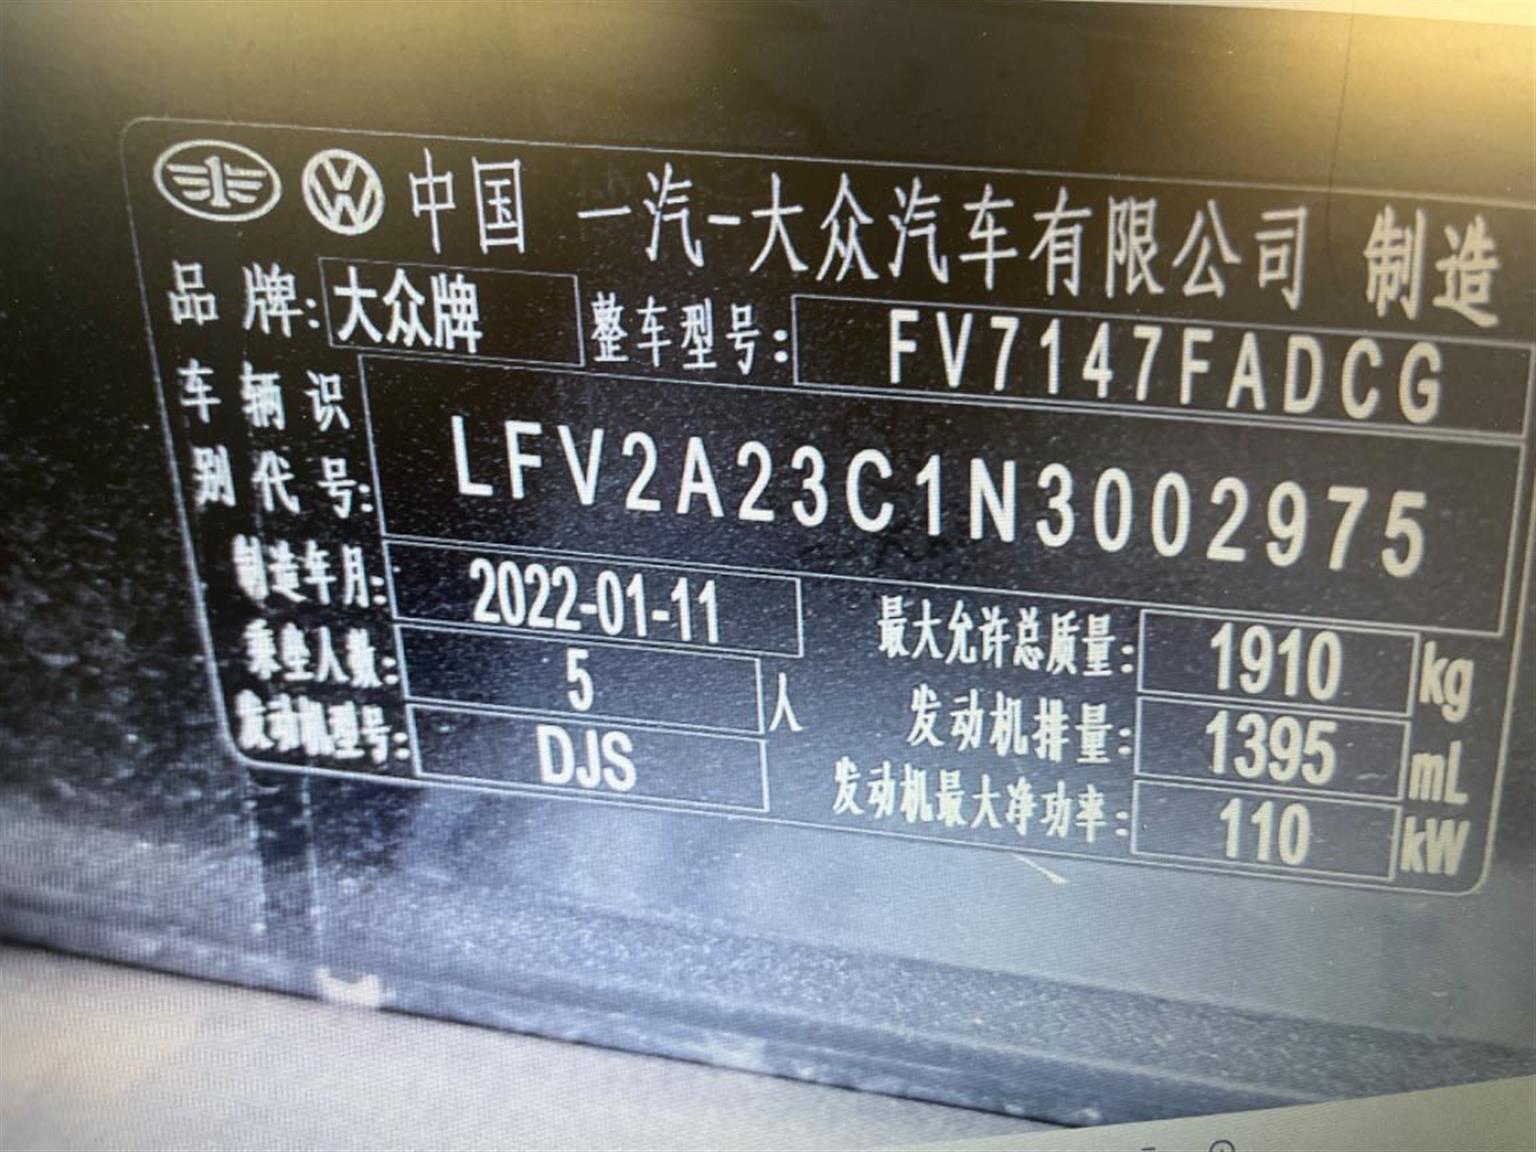 中国 一汽-大众汽车有限公司 制造
品牌: 大众牌 整车型号: FV7147FADCG
车辆识别代号: LFV2A23C1N3002975
制造年月: 2022-01-11 最大允许总质量: 1910 kg
乘坐人数: 5 人 发动机排量: 1395 mL
发动机型号: DJS 发动机最大净功率: 110 kW